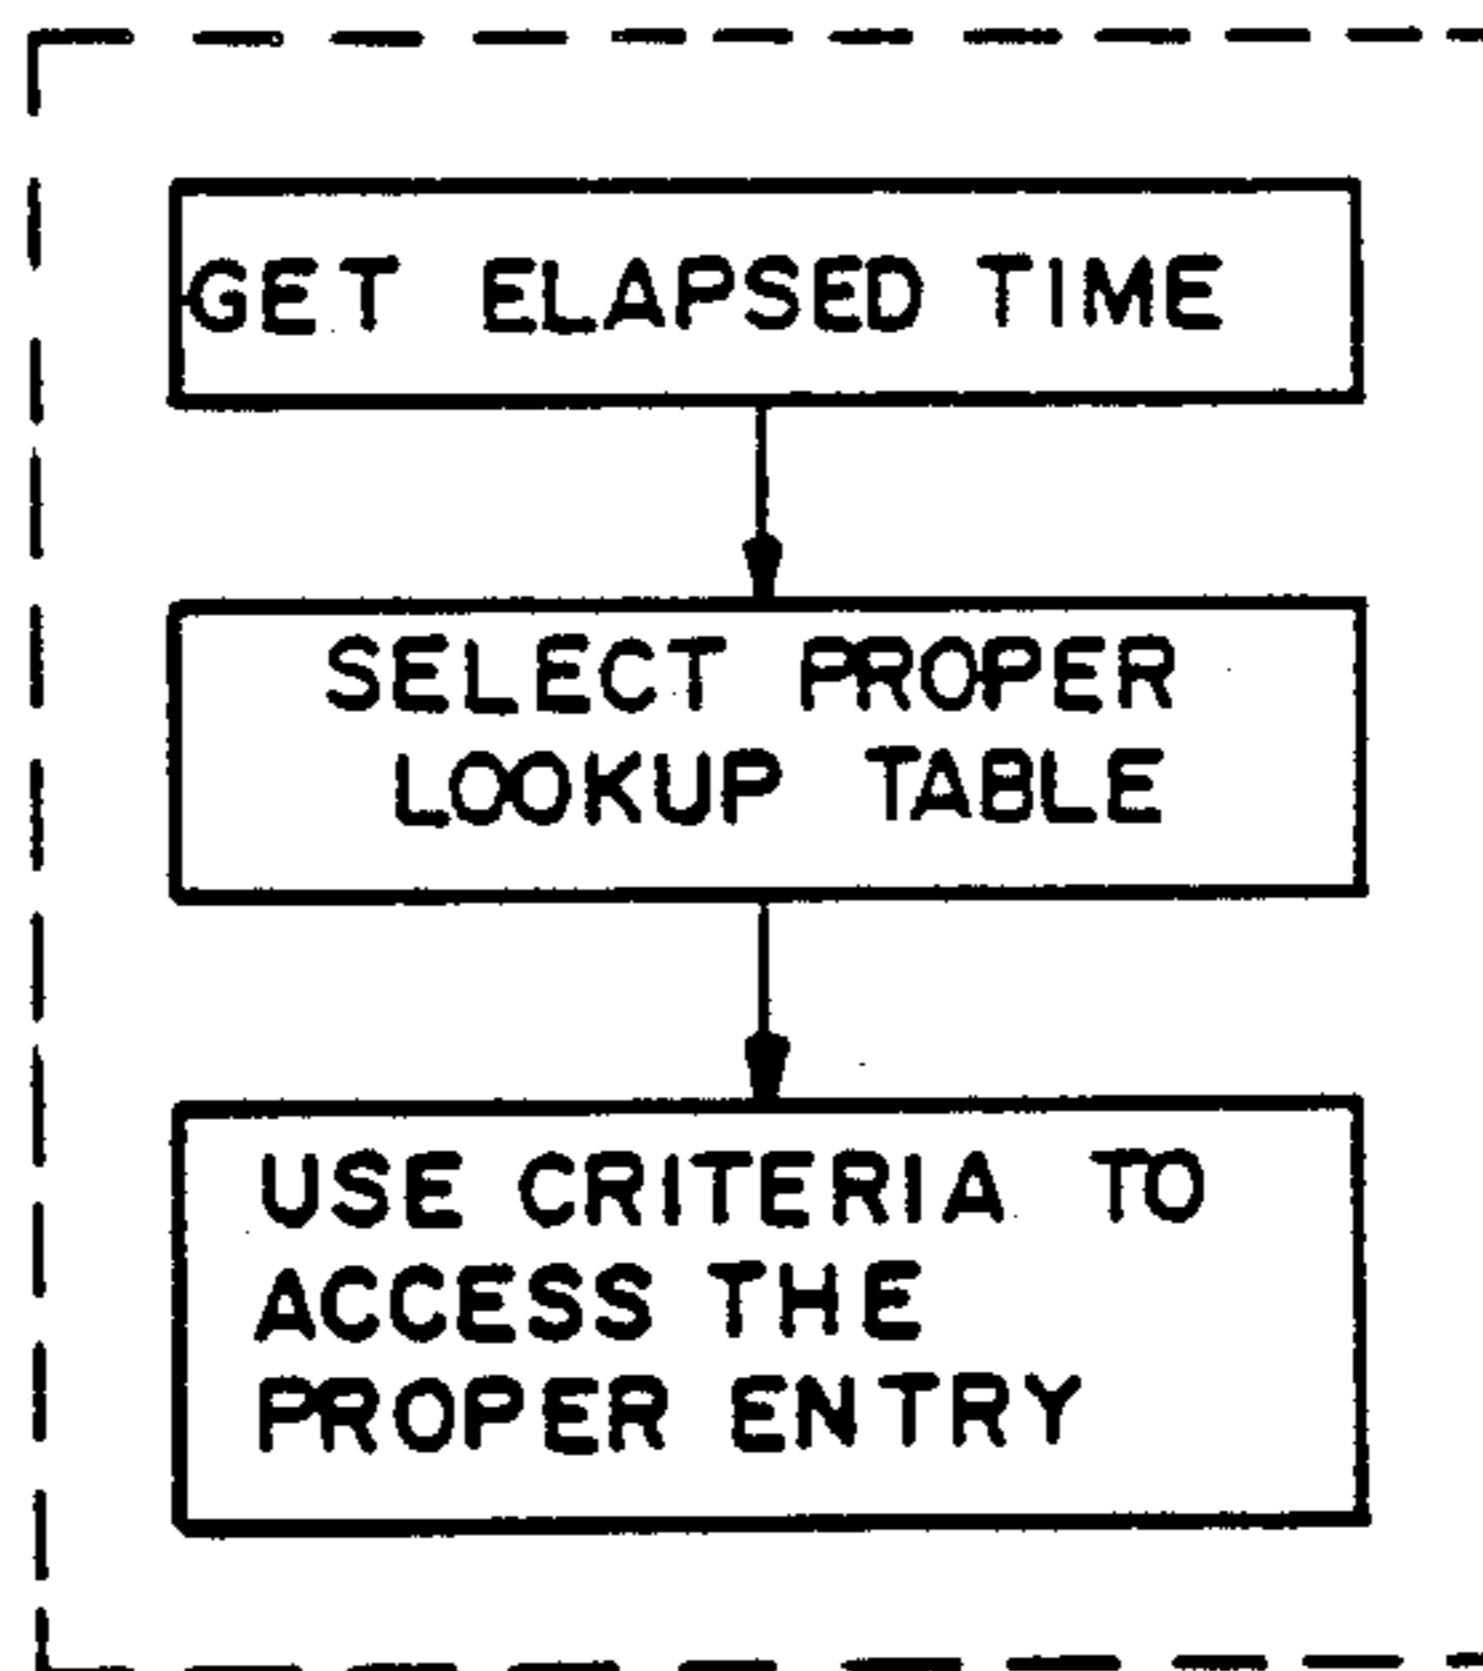 GET ELAPSED TIME
SELECT PROPER
LOOKUP TABLE
USE CRITERIA TO
ACCESS THE
PROPER ENTRY